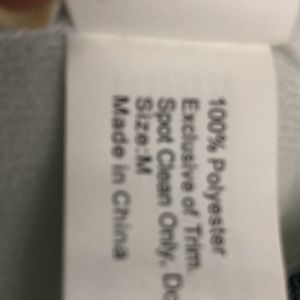 100% Polyester
Exclusive of Trim.
Spot Clean Only, Do
Size:M
Made in China